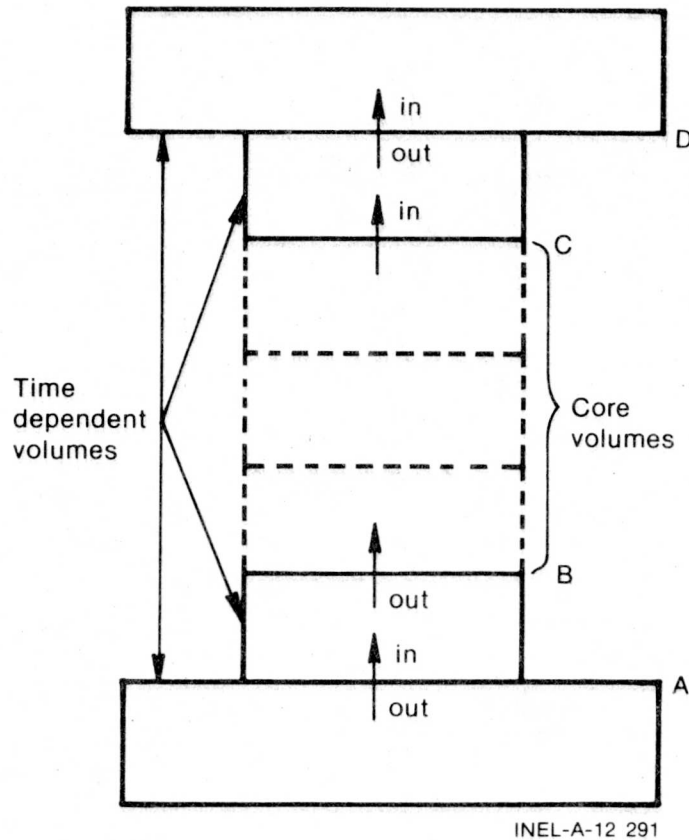 in
out
D
in
C
Time
dependent
volumes
Core
volumes
B
out
in
A
out
INEL-A-12 291